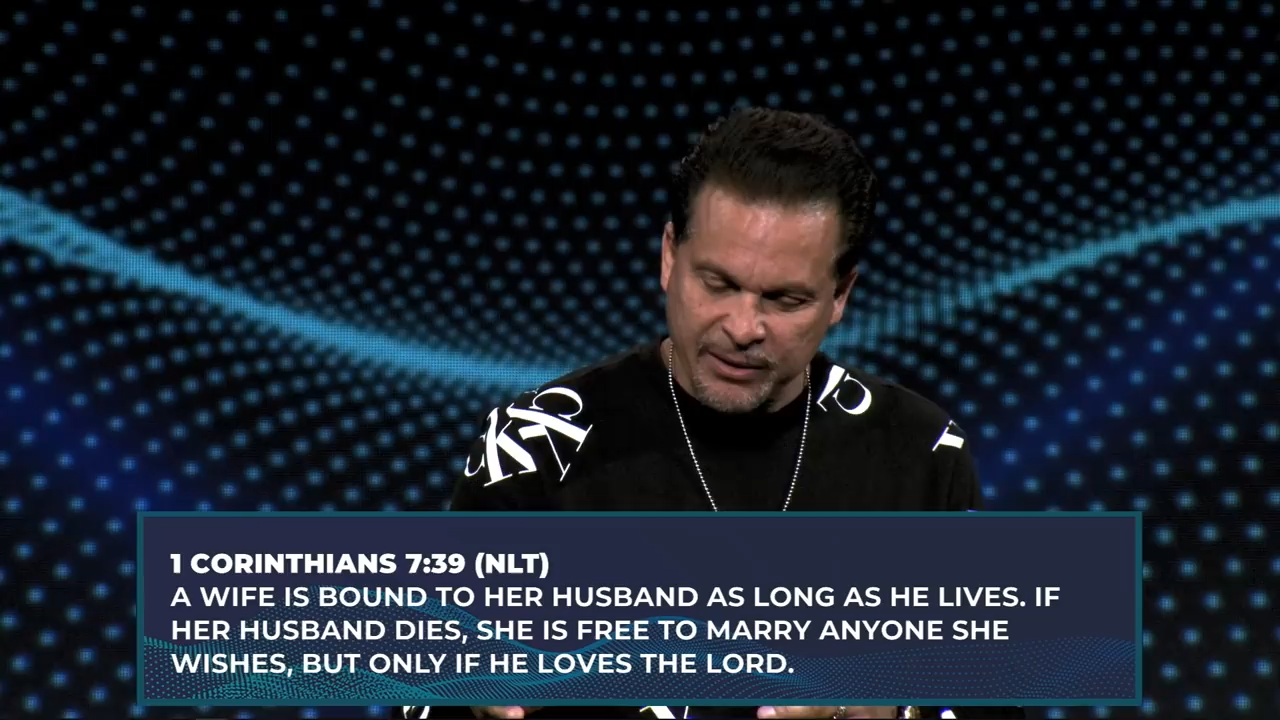 1 CORINTHIANS 7:39 (NLT)
A WIFE IS BOUND TO HER HUSBAND AS LONG AS HE LIVES. IF
HER HUSBAND DIES, SHE IS FREE TO MARRY ANYONE SHE
WISHES, BUT ONLY IF HE LOVES THE LORD.